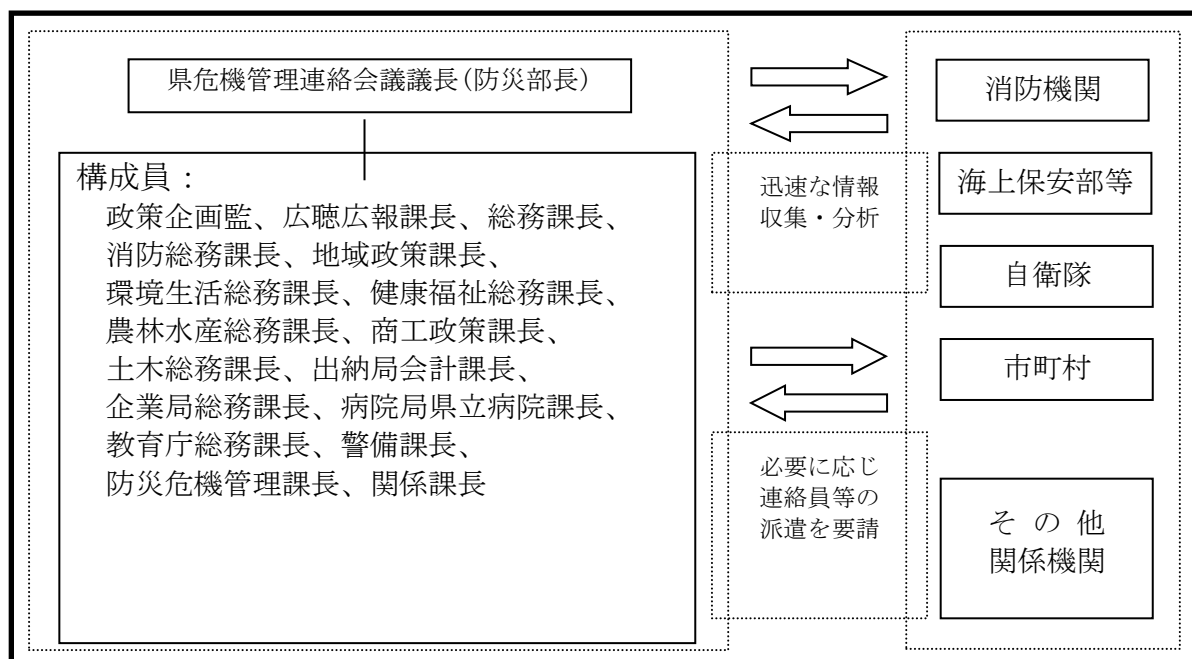 県危機管理連絡会議議長(防災部長)
構成員：
政策企画監、広聴広報課長、総務課長、
消防総務課長、地域政策課長、
環境生活総務課長、健康福祉総務課長、
農林水産総務課長、商工政策課長、
土木総務課長、出納局会計課長、
企業局総務課長、病院局県立病院課長、
教育庁総務課長、警備課長、
防災危機管理課長、関係課長
迅速な情報
収集・分析
必要に応じ
連絡員等の
派遣を要請
消防機関
海上保安部等
自衛隊
市町村
そ の 他
関係機関